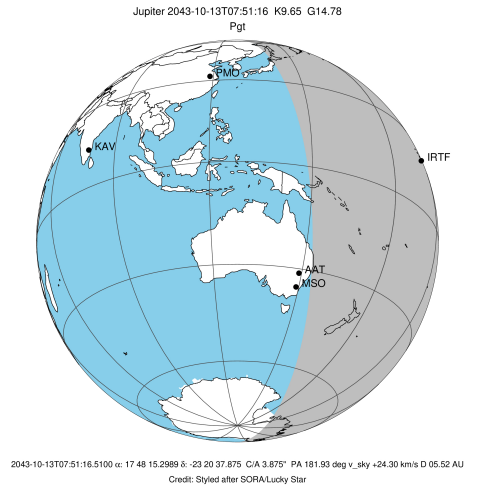 Jupiter 2043-10-13T07:51:16  K9.65  G14.78
Pgt
PMO
KAV
IRTF
AAT
MSO
2043-10-13T07:51:16.5100 α: 17 48 15.2989 δ: -23 20 37.875  C/A 3.875"  PA 181.93 deg v_sky +24.30 km/s D 05.52 AU
Credit: Styled after SORA/Lucky Star